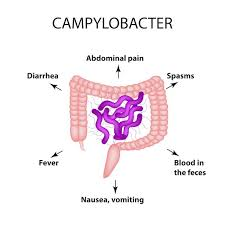 CAMPYLOBACTER
Abdominal pain
Diarrhea
Spasms
Fever
Blood in
the feces
Nausea, vomiting